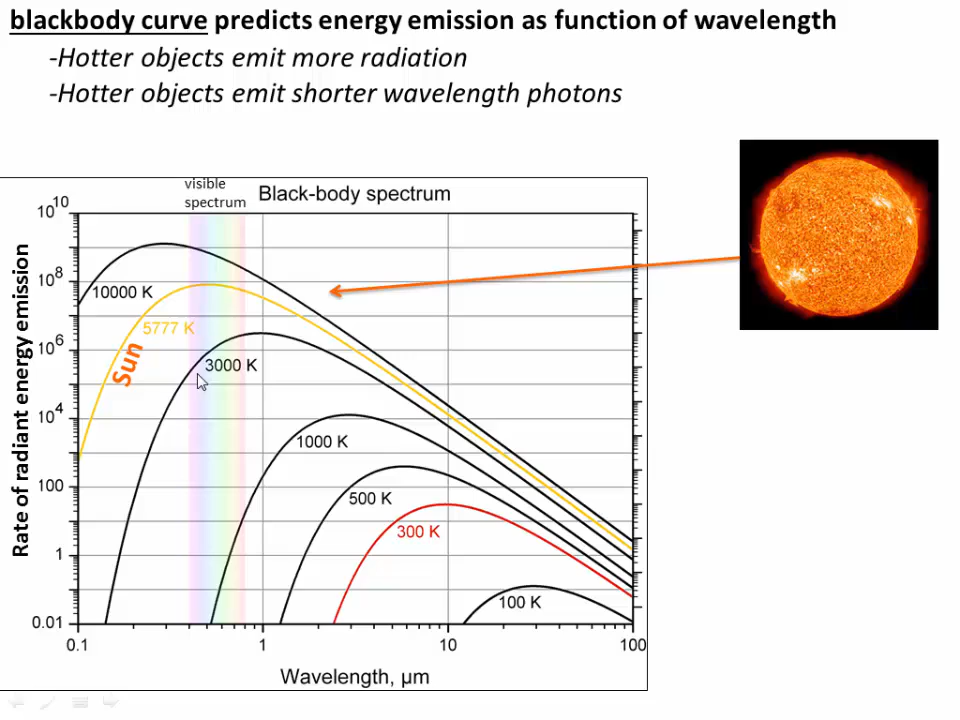 blackbody curve predicts energy emission as function of wavelength
-Hotter objects emit more radiation
-Hotter objects emit shorter wavelength photons
visible
spectrum
Black-body spectrum
Rate of radiant energy emission
10^10
10^8
10^6
10^4
100
1
0.01
10000 K
5777 K
Sun
3000 K
1000 K
500 K
300 K
100 K
0.1
1
10
100
Wavelength, μm